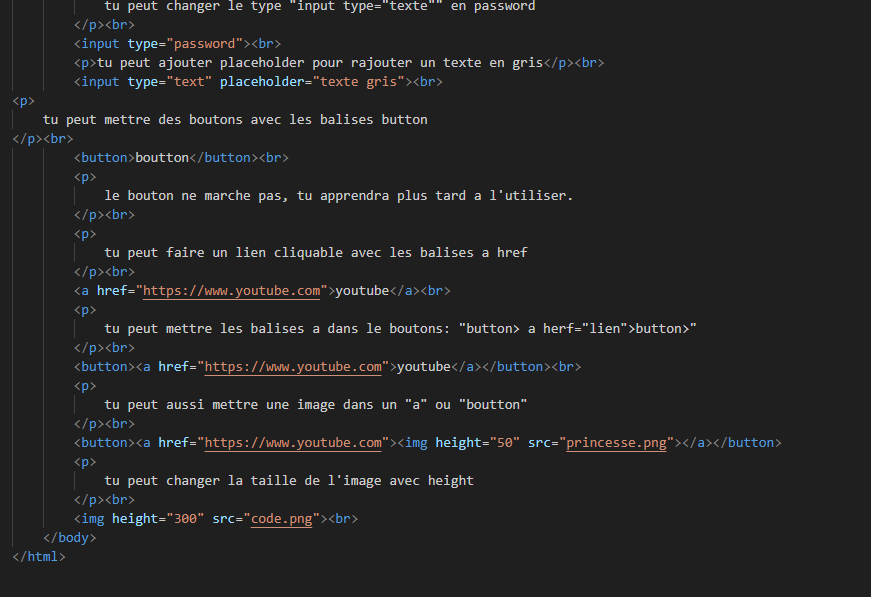 tu peut changer le type "input type="texte"" en password
</p><br>
<input type="password"><br>
<p>tu peut ajouter placeholder pour rajouter un texte en gris</p><br>
<input type="text" placeholder="texte gris"><br>
<p>
tu peut mettre des boutons avec les balises button
</p><br>
<button>boutton</button><br>
<p>
le bouton ne marche pas, tu apprendra plus tard a l'utiliser.
</p><br>
<p>
tu peut faire un lien cliquable avec les balises a href
</p><br>
<a href="https://www.youtube.com">youtube</a><br>
<p>
tu peut mettre les balises a dans le boutons: "button> a herf="lien">button>"
</p><br>
<button><a href="https://www.youtube.com">youtube</a></button><br>
<p>
tu peut aussi mettre une image dans un "a" ou "boutton"
</p><br>
<button><a href="https://www.youtube.com"><img height="50" src="princesse.png"></a></button>
<p>
tu peut changer la taille de l'image avec height
</p><br>
<img height="300" src="code.png"><br>
</body>
</html>